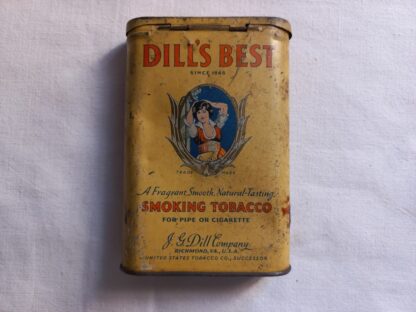 DILL'S BEST
SINCE 1848
TRADE MARK
A Fragrant Smooth, Natural-Tasting
SMOKING TOBACCO
FOR PIPE OR CIGARETTE
J. G. Dill Company
RICHMOND, VA., U.S.A.
UNITED STATES TOBACCO CO., SUCCESSOR